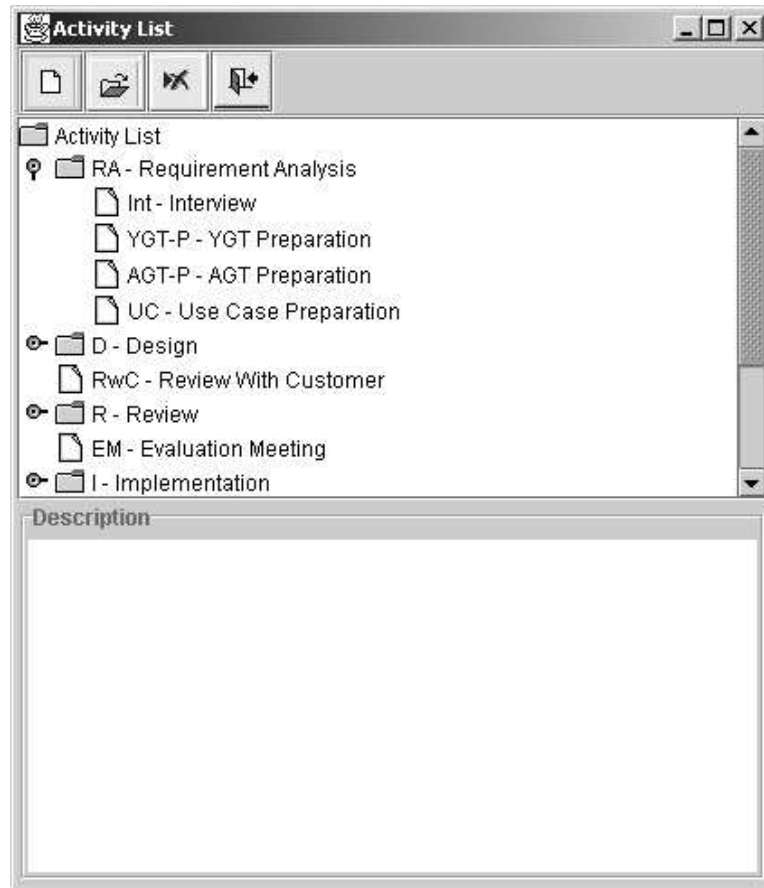 Activity List
Activity List
RA - Requirement Analysis
Int - Interview
YGT-P - YGT Preparation
AGT-P - AGT Preparation
UC - Use Case Preparation
D - Design
RwC - Review With Customer
R - Review
EM - Evaluation Meeting
I - Implementation
Description